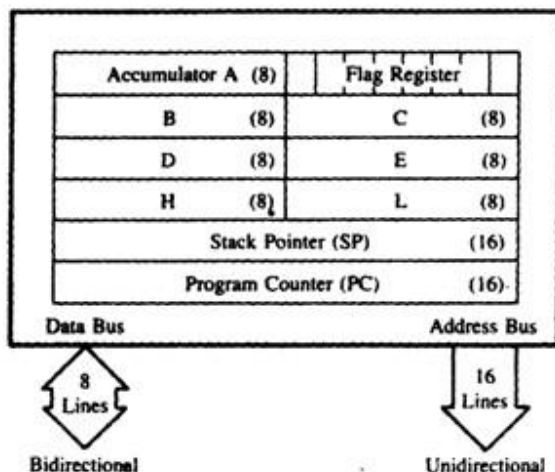 Accumulator A (8) Flag Register
B (8) C (8)
D (8) E (8)
H (8) L (8)
Stack Pointer (SP) (16)
Program Counter (PC) (16)
Data Bus Address Bus
8 Lines
16 Lines
Bidirectional Unidirectional